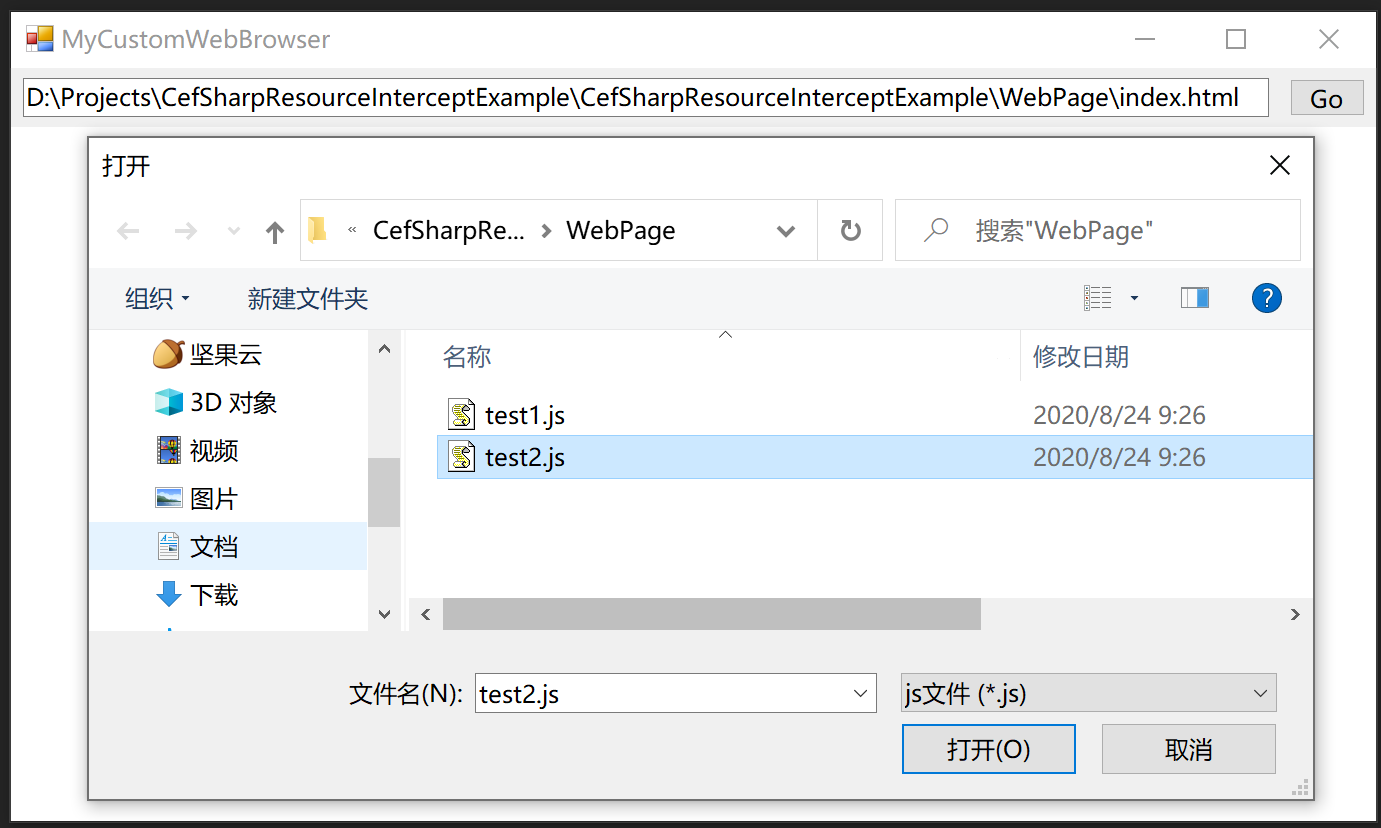 MyCustomWebBrowser
D:\Projects\CefSharpResourceInterceptExample\CefSharpResourceInterceptExample\WebPage\index.html Go
打开
« CefSharpRe... WebPage 搜索"WebPage"
组织 新建文件夹 ?
名称 修改日期
坚果云
3D 对象
视频
图片
文档
下载
test1.js 2020/8/24 9:26
test2.js 2020/8/24 9:26
文件名(N): test2.js js文件 (*.js)
打开(O) 取消